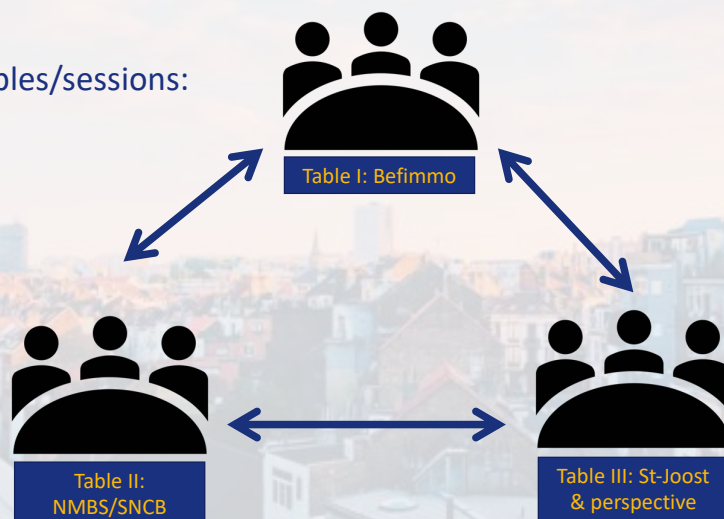 bles/sessions:
Table I: Befimmo
Table II:
NMBS/SNCB
Table III: St-Joost
& perspective